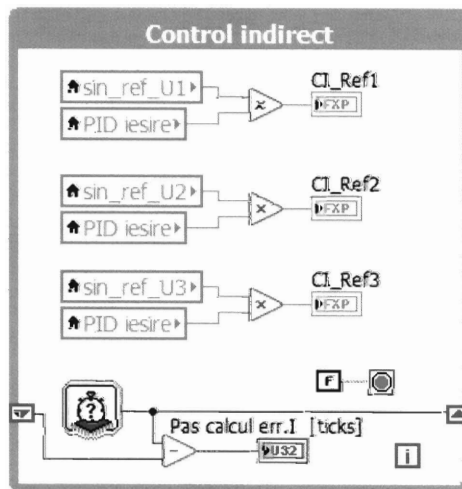 Control indirect
sin_ref_U1
PID iesire
CI_Ref1
FXP
sin_ref_U2
PID iesire
CI_Ref2
FXP
sin_ref_U3
PID iesire
CI_Ref3
FXP
F
?
Pas calcul err.I [ticks]
U32
i